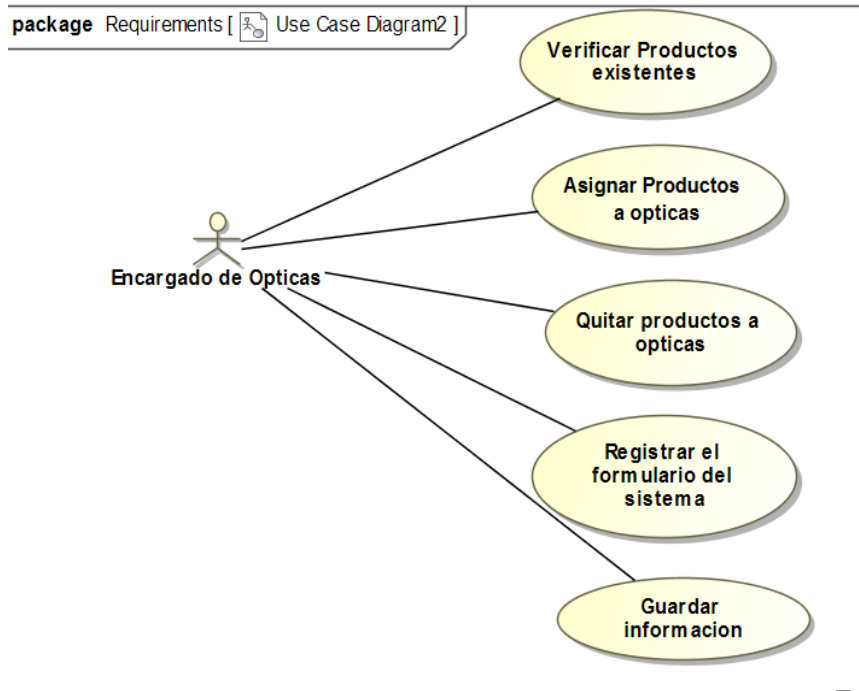 package Requirements [ Use Case Diagram2 ]
Verificar Productos
existentes
Asignar Productos
a opticas
Encargado de Opticas
Quitar productos a
opticas
Registrar el
formulario del
sistema
Guardar
informacion